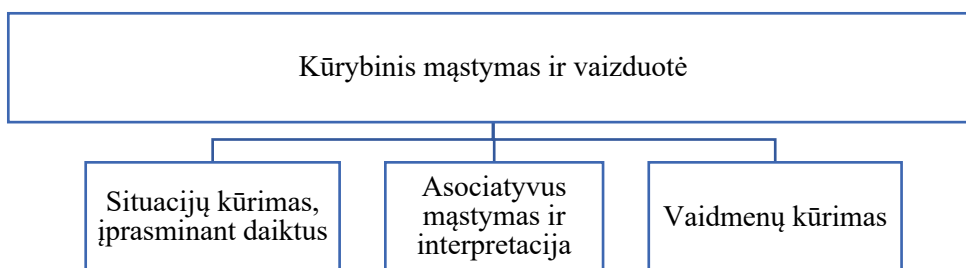 Kūrybinis mąstymas ir vaizduotė
Situacijų kūrimas,
įprasminant daiktus
Asociatyvus
mąstymas ir
interpretacija
Vaidmenų kūrimas